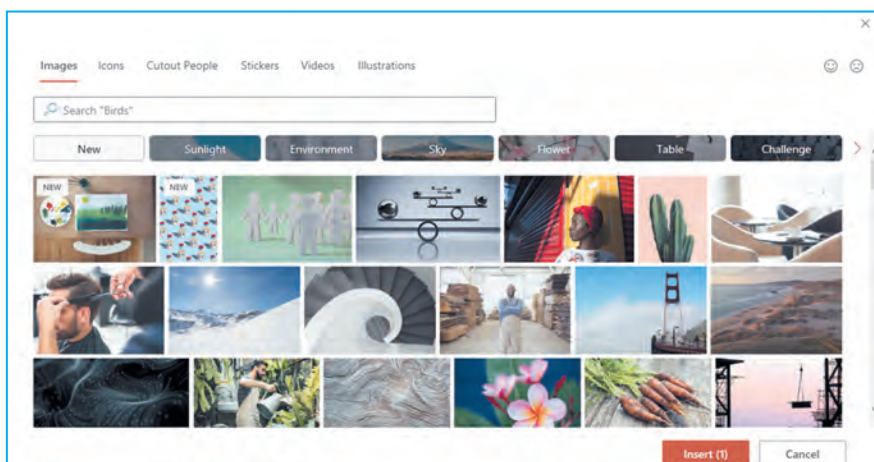 Images Icons Cutout People Stickers Videos Illustrations
Search "Birds"
New Sunlight Environment Sky Flower Table Challenge
NEW NEW
Insert (1) Cancel